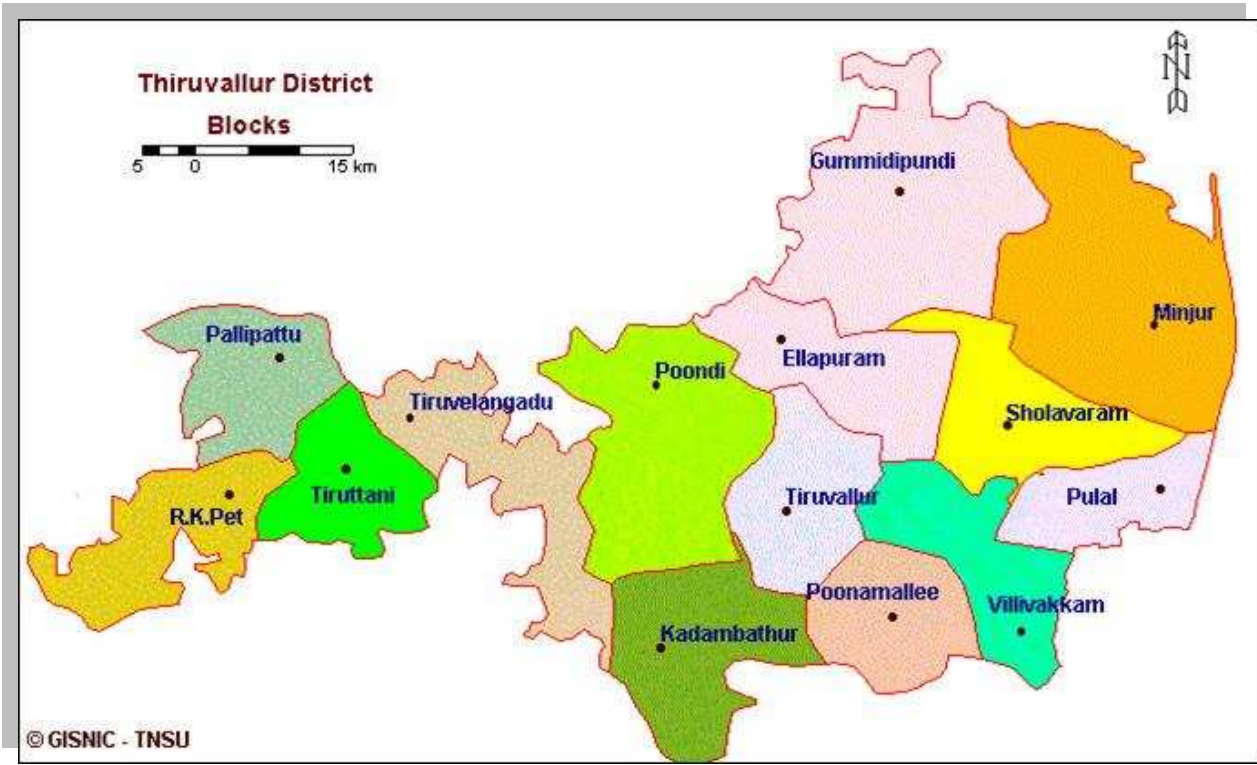 Thiruvallur District
Blocks
5 0 15 km
N
Gummidipundi
Minjur
Pallipattu
Ellapuram
Poondi
Tiruvelangadu
Sholavaram
Tiruttani
Tiruvallur
Pulal
R.K.Pet
Poonamallee
Villivakkam
Kadambathur
© GISNIC - TNSU